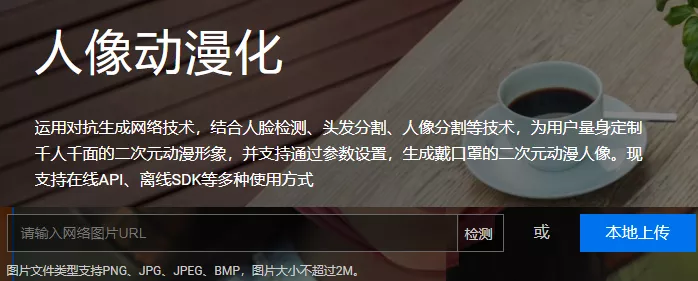 人像动漫化
运用对抗生成网络技术，结合人脸检测、头发分割、人像分割等技术，为用户量身定制
千人千面的二次元动漫形象，并支持通过参数设置，生成戴口罩的二次元动漫人像。现
支持在线API、离线SDK等多种使用方式
请输入网络图片URL 检测 或 本地上传
图片文件类型支持PNG、JPG、JPEG、BMP，图片大小不超过2M。